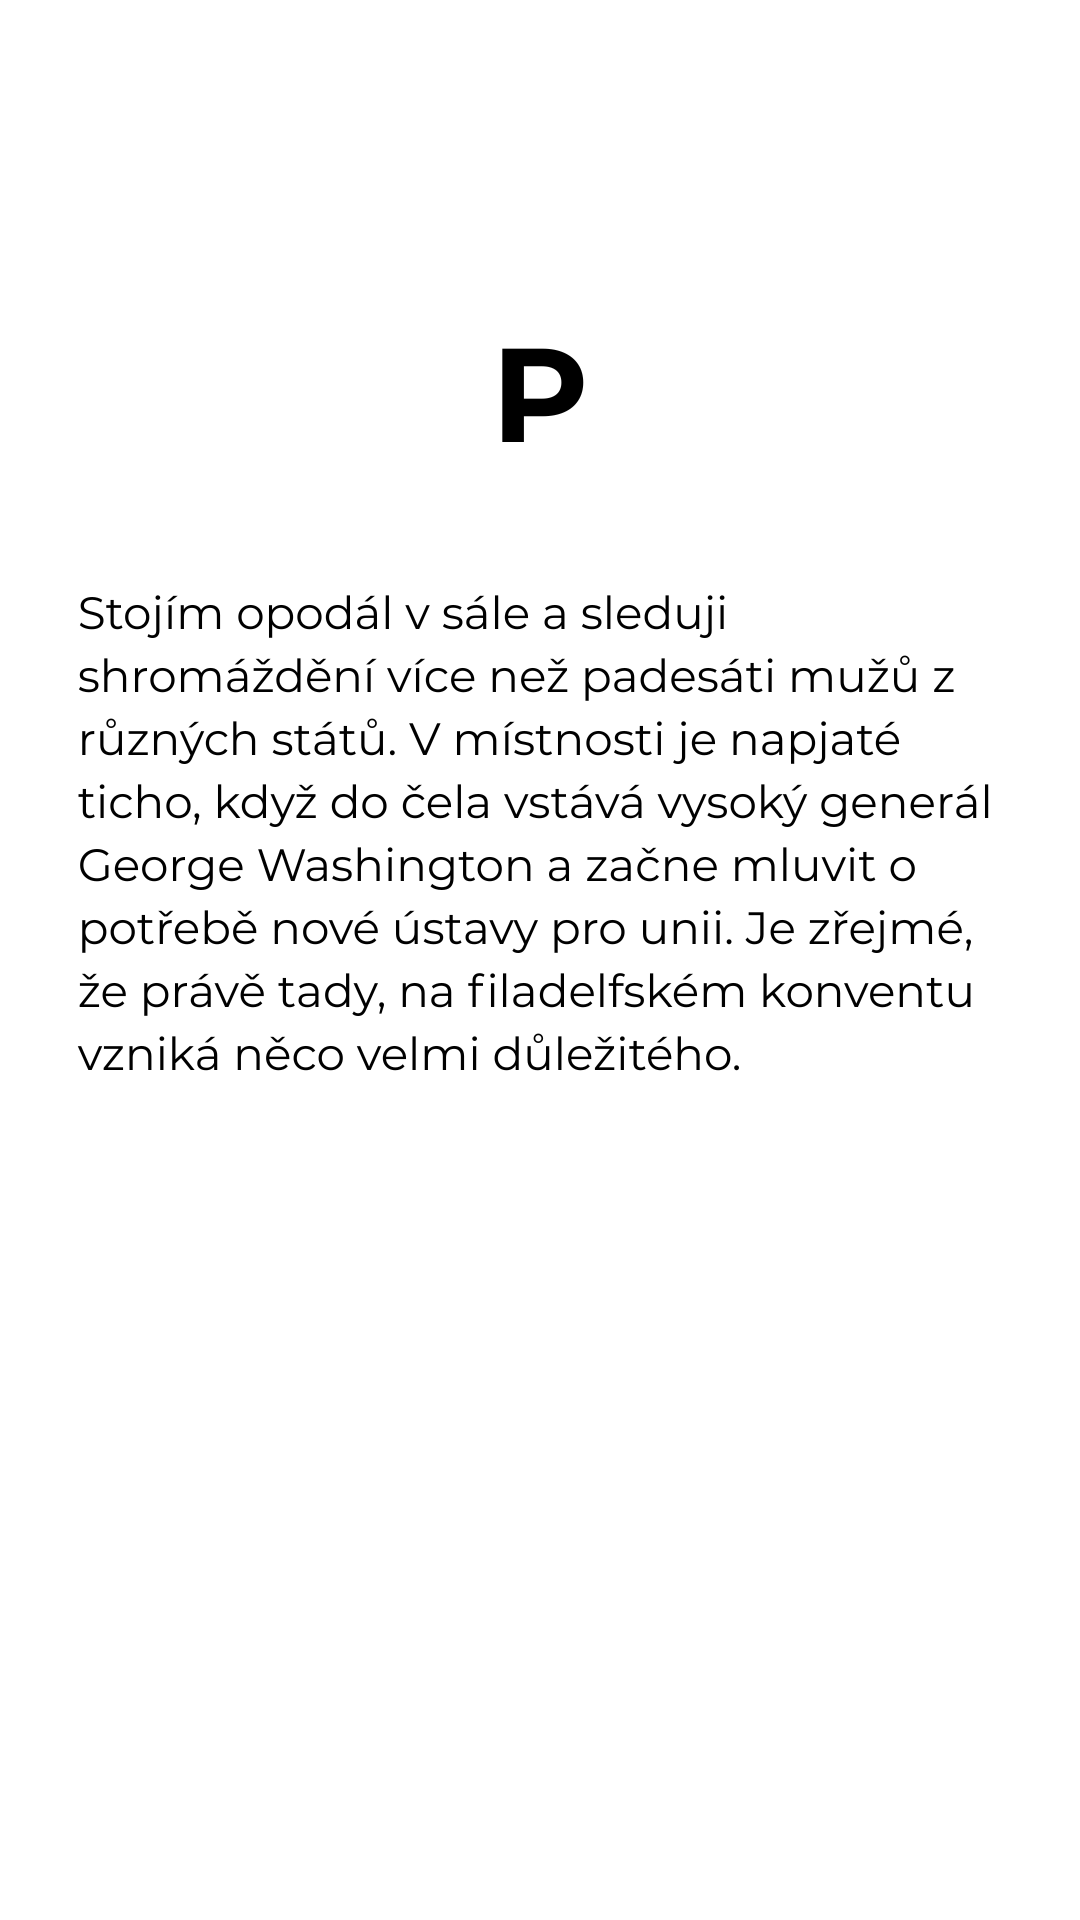 P
Stojím opodál v sále a sleduji
shromáždění více než padesáti mužů z
různých států. V místnosti je napjaté
ticho, když do čela vstává vysoký generál
George Washington a začne mluvit o
potřebě nové ústavy pro unii. Je zřejmé,
že právě tady, na filadelfském konventu
vzniká něco velmi důležitého.